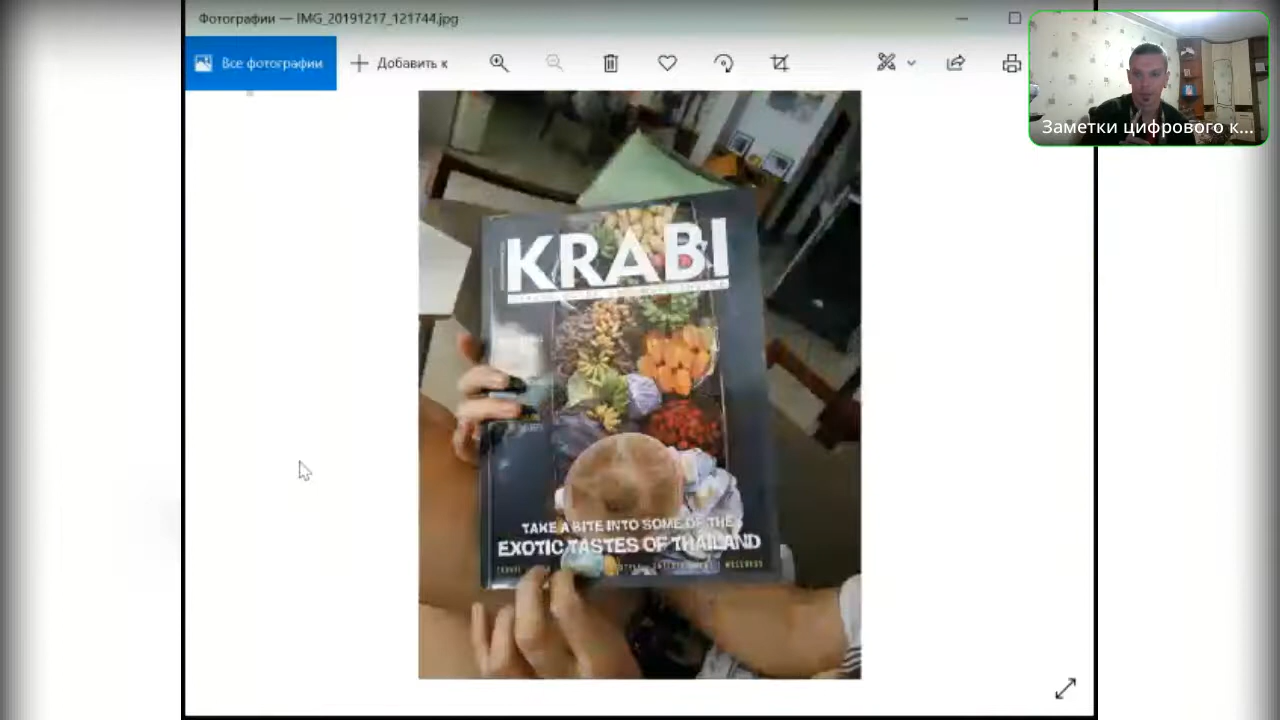 Фотографии — IMG_20191217_121744.jpg
Все фотографии
Добавить к
Заметки цифрового к...
KRABI
TAKE A BITE INTO SOME OF THE
EXOTIC TASTES OF THAILAND
WELLNESS